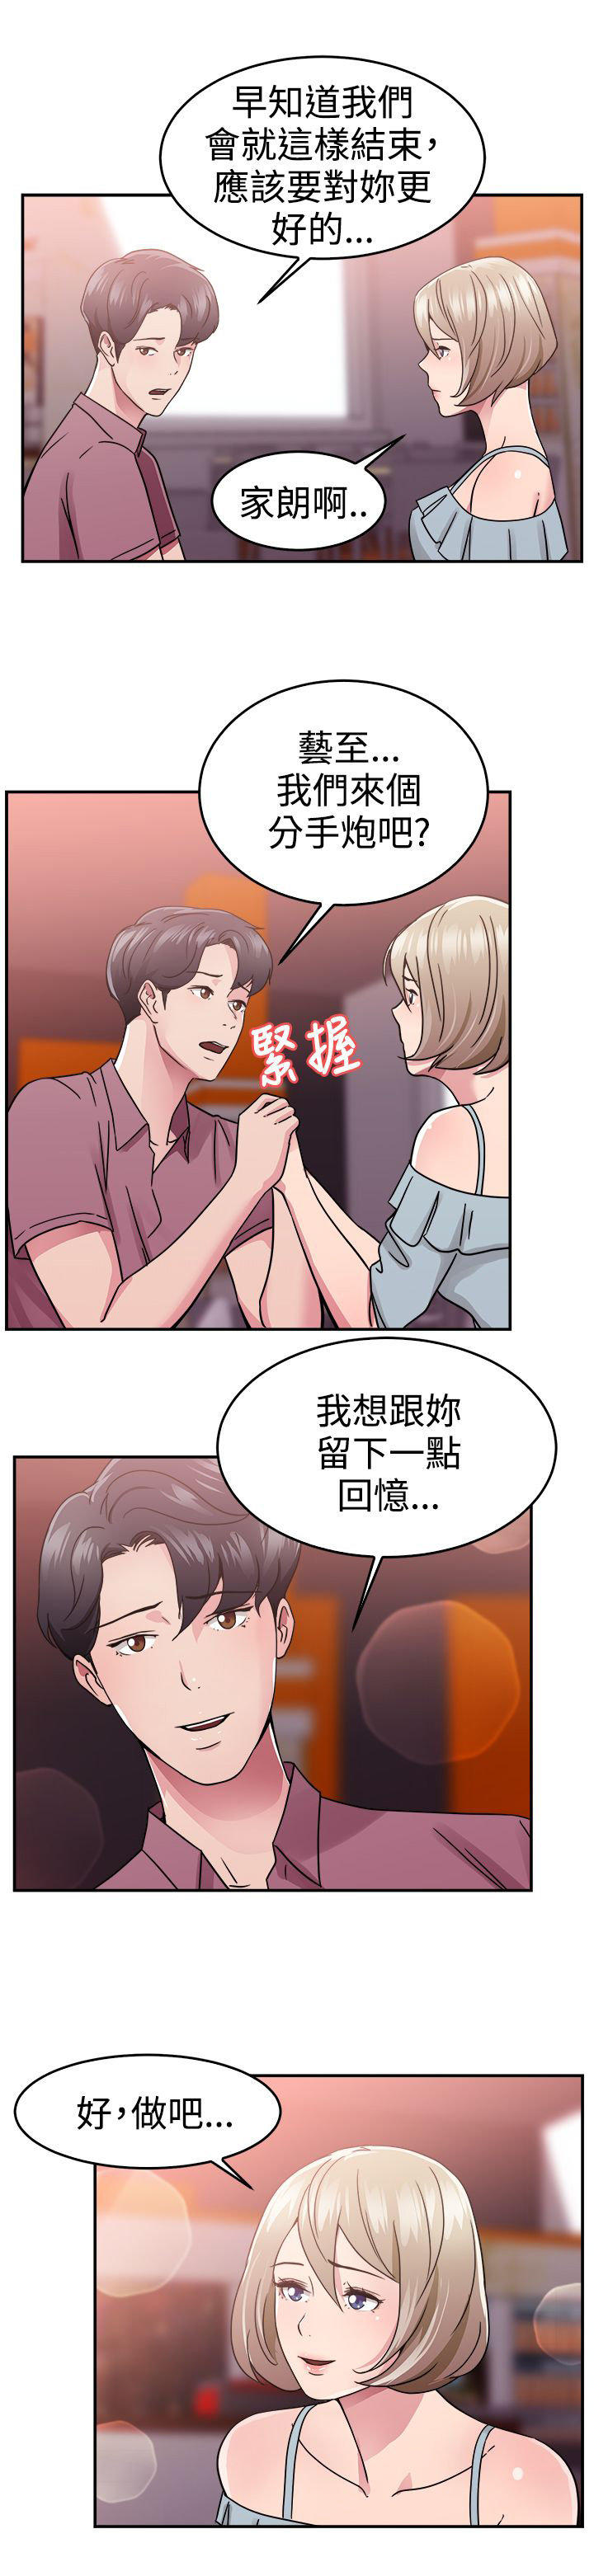 早知道我們
會就這樣結束,
應該要對妳更
好的...
家朗啊..
藝至...
我們來個
分手炮吧?
緊握
我想跟妳
留下一點
回憶...
好,做吧...